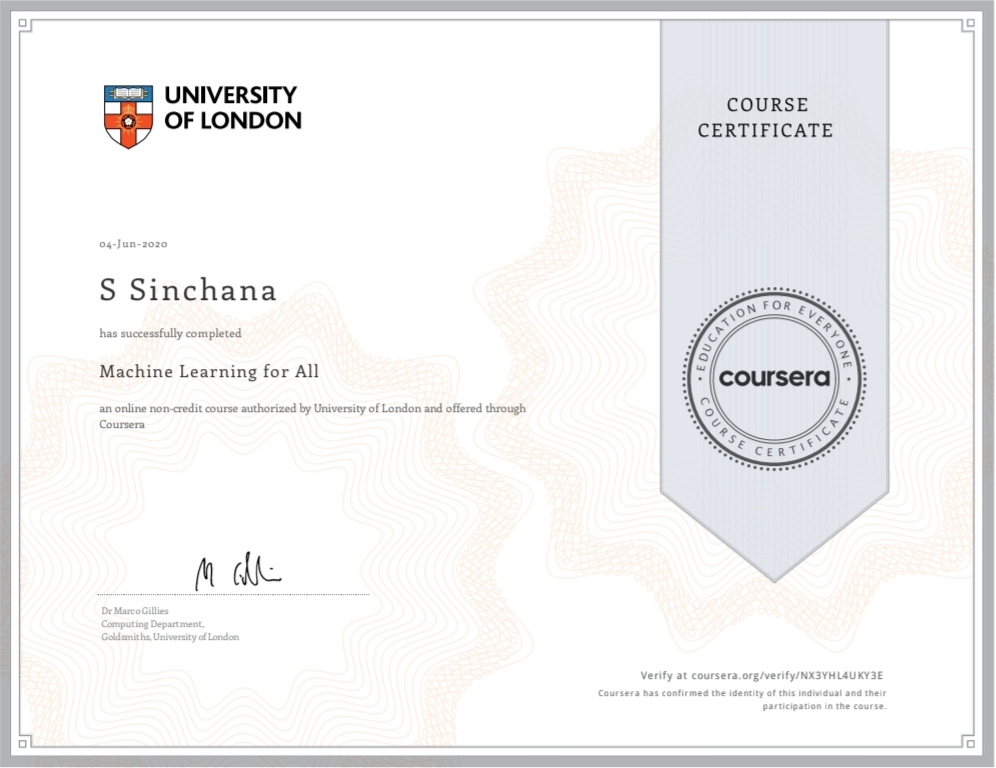 UNIVERSITY
OF LONDON
COURSE
CERTIFICATE
04-Jun-2020
S Sinchana
has successfully completed
Machine Learning for All
an online non-credit course authorized by University of London and offered through
Coursera
EDUCATION FOR EVERYONE
coursera
COURSE CERTIFICATE
M Gillies
Dr Marco Gillies
Computing Department,
Goldsmiths, University of London
Verify at coursera.org/verify/NX3YHL4UKY3E
Coursera has confirmed the identity of this individual and their
participation in the course.